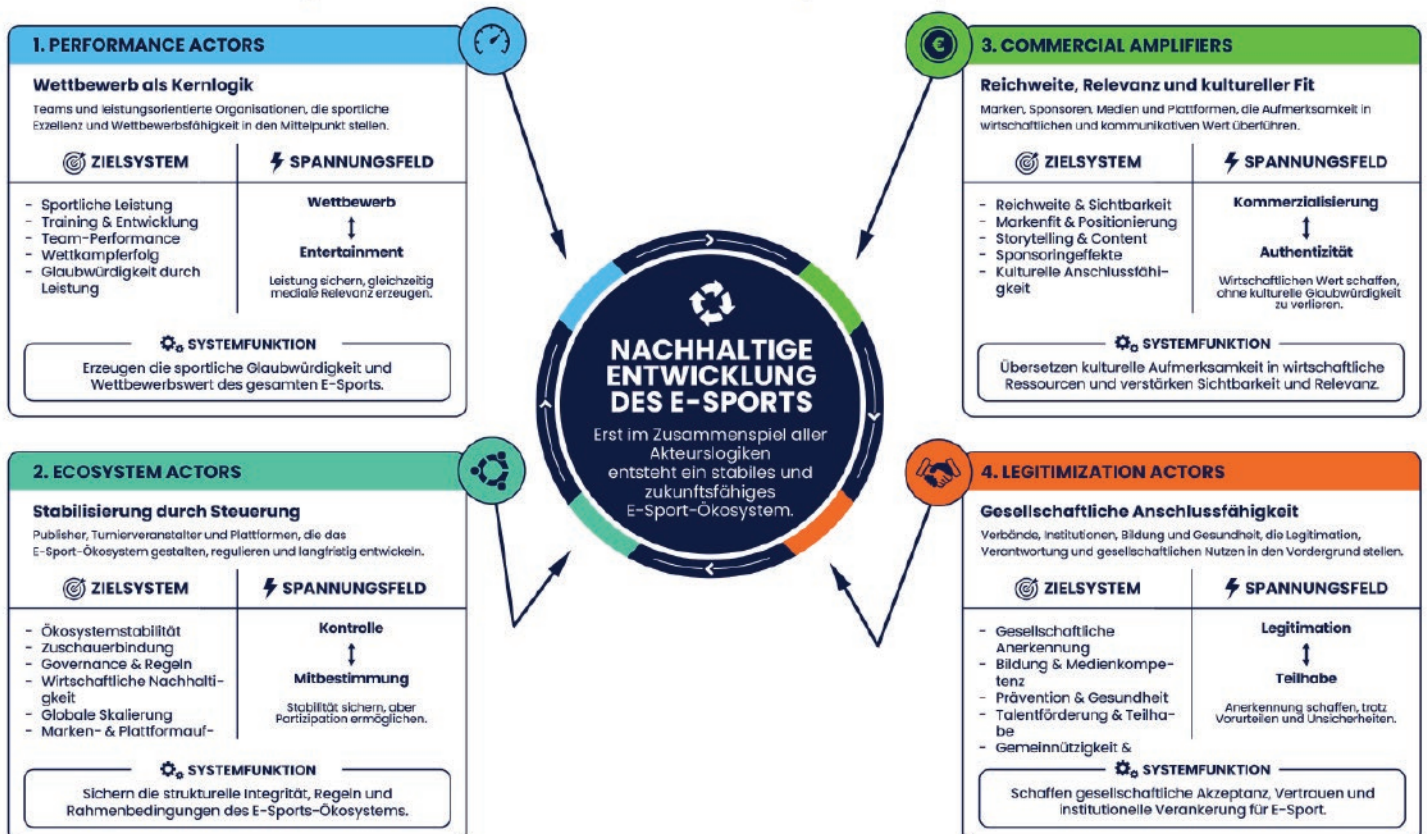 1. PERFORMANCE ACTORS
Wettbewerb als Kernlogik
Teams und leistungsorientierte Organisationen, die sportliche
Exzellenz und Wettbewerbsfähigkeit in den Mittelpunkt stellen.
ZIELSYSTEM
SPANNUNGSFELD
- Sportliche Leistung
- Training & Entwicklung
- Team-Performance
- Wettkampferfolg
- Glaubwürdigkeit durch
Leistung
Wettbewerb
Entertainment
Leistung sichern, gleichzeitig
mediale Relevanz erzeugen.
SYSTEMFUNKTION
Erzeugen die sportliche Glaubwürdigkeit und
Wettbewerbswert des gesamten E-Sports.
2. ECOSYSTEM ACTORS
Stabilisierung durch Steuerung
Publisher, Turnierveranstalter und Plattformen, die das
E-Sport-Ökosystem gestalten, regulieren und langfristig entwickeln.
ZIELSYSTEM
SPANNUNGSFELD
- Ökosystemstabilität
- Zuschauerbindung
- Governance & Regeln
- Wirtschaftliche Nachhalti-
gkeit
- Globale Skalierung
- Marken- & Plattformauf-
Kontrolle
Mitbestimmung
Stabilität sichern, aber
Partizipation ermöglichen.
SYSTEMFUNKTION
Sichern die strukturelle Integrität, Regeln und
Rahmenbedingungen des E-Sports-Ökosystems.
NACHHALTIGE
ENTWICKLUNG
DES E-SPORTS
Erst im Zusammenspiel aller
Akteurslogiken
entsteht ein stabiles und
zukunftsfähiges
E-Sport-Ökosystem.
€
3. COMMERCIAL AMPLIFIERS
Reichweite, Relevanz und kultureller Fit
Marken, Sponsoren, Medien und Plattformen, die Aufmerksamkeit in
wirtschaftlichen und kommunikativen Wert überführen.
ZIELSYSTEM
SPANNUNGSFELD
- Reichweite & Sichtbarkeit
- Markenfit & Positionierung
- Storytelling & Content
- Sponsoringeffekte
- Kulturelle Anschlussfähi-
gkeit
Kommerzialisierung
Authentizität
Wirtschaftlichen Wert schaffen,
ohne kulturelle Glaubwürdigkeit
zu verlieren.
SYSTEMFUNKTION
Übersetzen kulturelle Aufmerksamkeit in wirtschaftliche
Ressourcen und verstärken Sichtbarkeit und Relevanz.
4. LEGITIMIZATION ACTORS
Gesellschaftliche Anschlussfähigkeit
Verbände, Institutionen, Bildung und Gesundheit, die Legitimation,
Verantwortung und gesellschaftlichen Nutzen in den Vordergrund stellen.
ZIELSYSTEM
SPANNUNGSFELD
- Gesellschaftliche
Anerkennung
- Bildung & Medienkompe-
tenz
- Prävention & Gesundheit
- Talentförderung & Teilha-
be
- Gemeinnützigkeit &
Legitimation
Teilhabe
Anerkennung schaffen, trotz
Vorurteilen und Unsicherheiten.
SYSTEMFUNKTION
Schaffen gesellschaftliche Akzeptanz, Vertrauen und
institutionelle Verankerung für E-Sport.